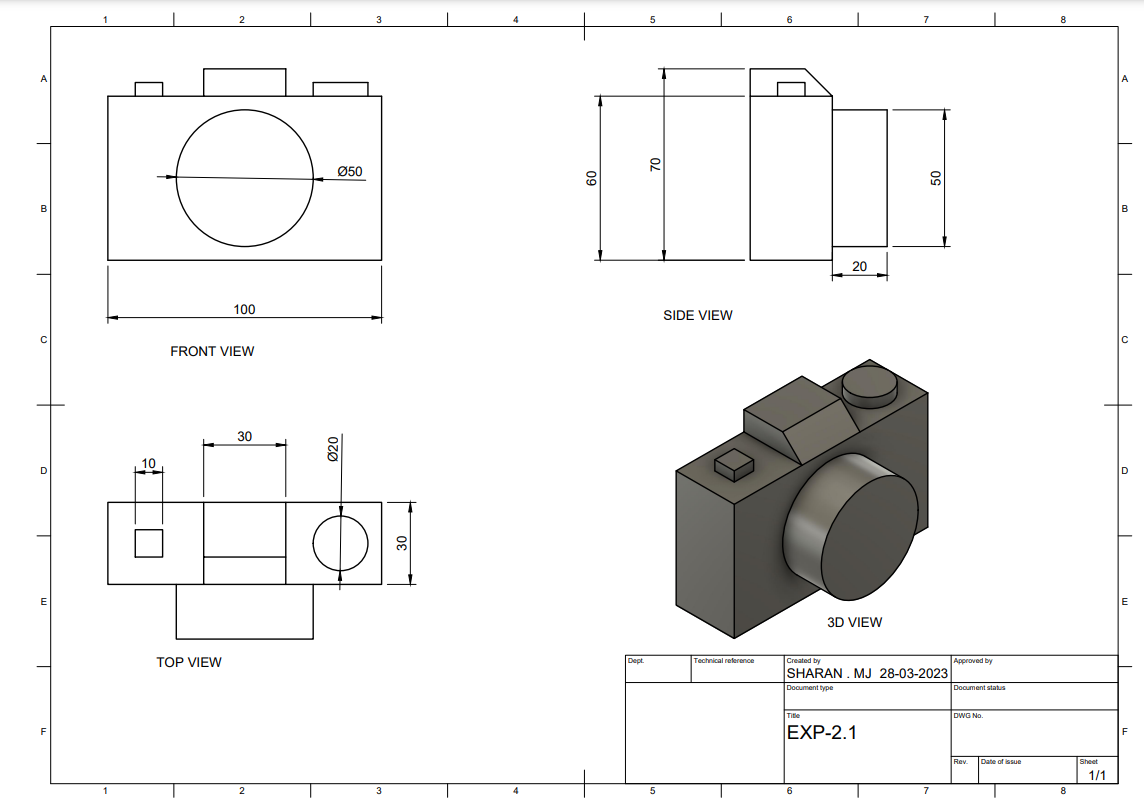 1 2 3 4 5 6 7 8
A A
Ø50
60
70
50
B B
20
100
SIDE VIEW
C C
FRONT VIEW
30
Ø20
10
D D
30
E E
3D VIEW
TOP VIEW
Dept. Technical reference Created by Approved by
SHARAN . MJ 28-03-2023
Document type Document status
Title DWG No.
EXP-2.1
F F
Rev. Date of issue Sheet
1/1
1 2 3 4 5 6 7 8